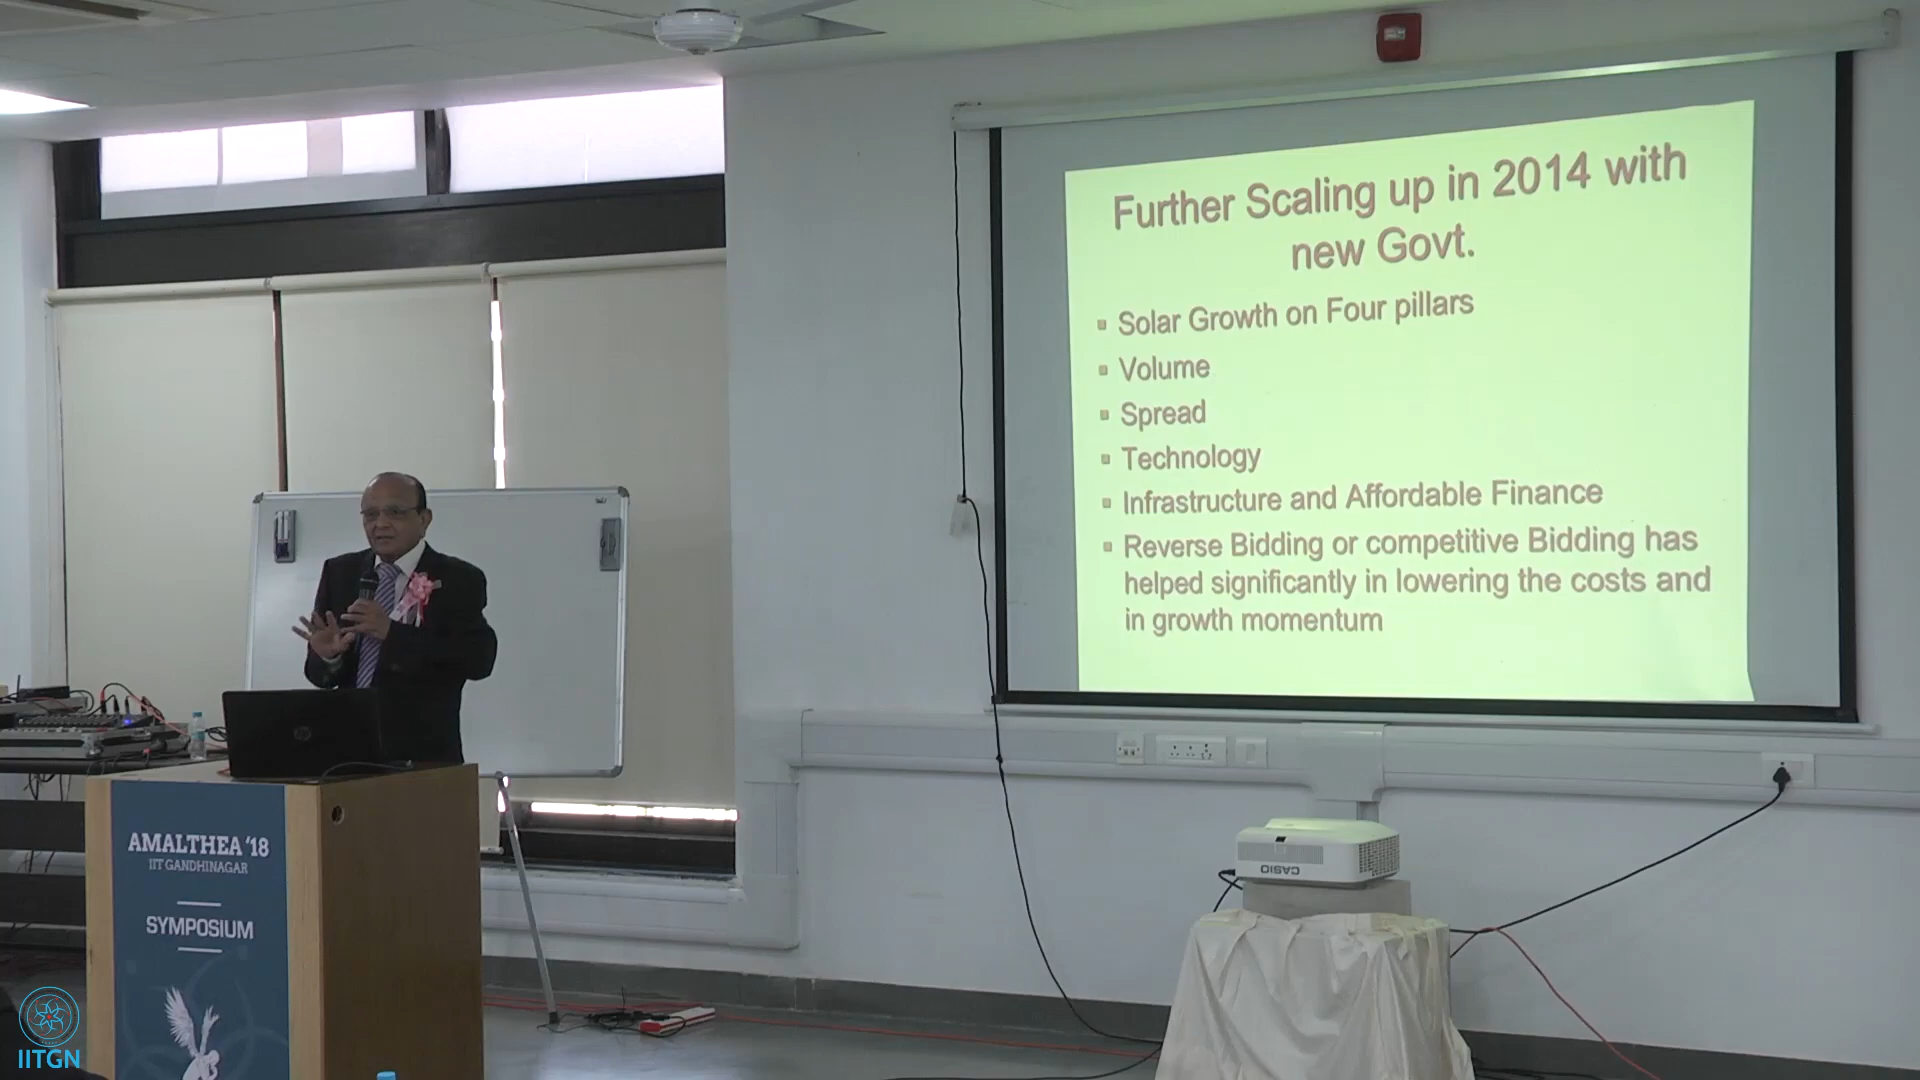 Further Scaling up in 2014 with
new Govt.
Solar Growth on Four pillars
Volume
Spread
Technology
Infrastructure and Affordable Finance
Reverse Bidding or competitive Bidding has
helped significantly in lowering the costs and
in growth momentum
AMALTHEA '18
IIT GANDHINAGAR
SYMPOSIUM
CASIO
IITGN